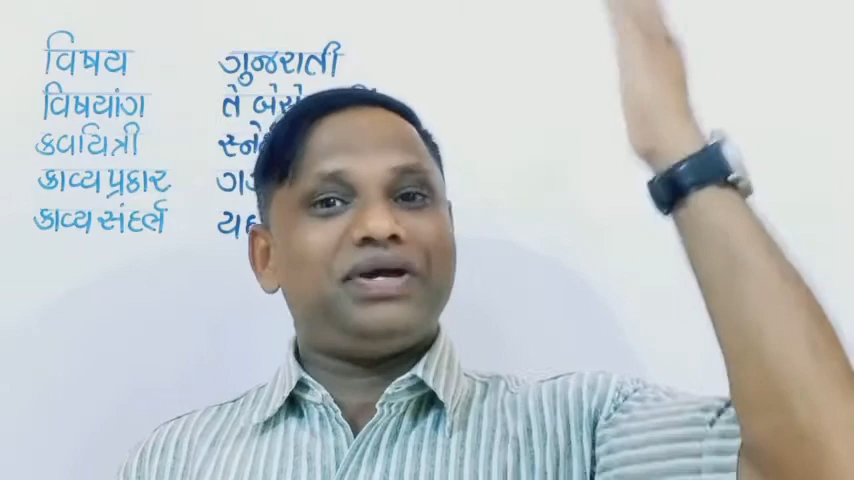 વિષય ગુજરાતી
વિષયાંગ તે બેસે
કવયિત્રી
કાવ્ય પ્રકાર
કાવ્ય સંદર્ભ